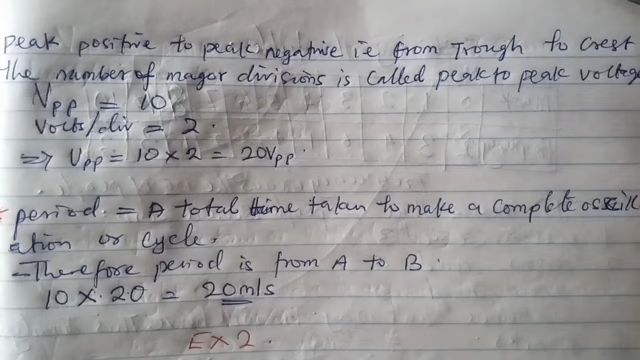 peak positive to peak negative ie from Trough to Crest
the number of magor divisions is called peak to peak voltage
Npp = 10
Volts/div = 2.
=> Vpp = 10 x 2 = 20Vpp.
period. = A total time taken to make a complete oscill
ation or cycle.
-Therefore period is from A to B.
10 x 20 = 20m/s
Ex 2.